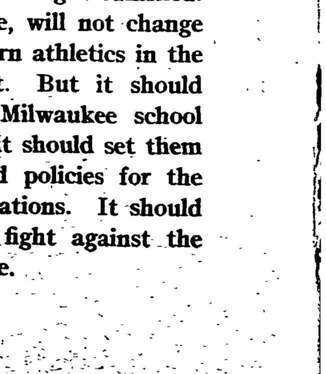 e, will not change
rn athletics in the
t. But it should
Milwaukee school
It should set them
d policies for the
ations. It should
fight against the
e.